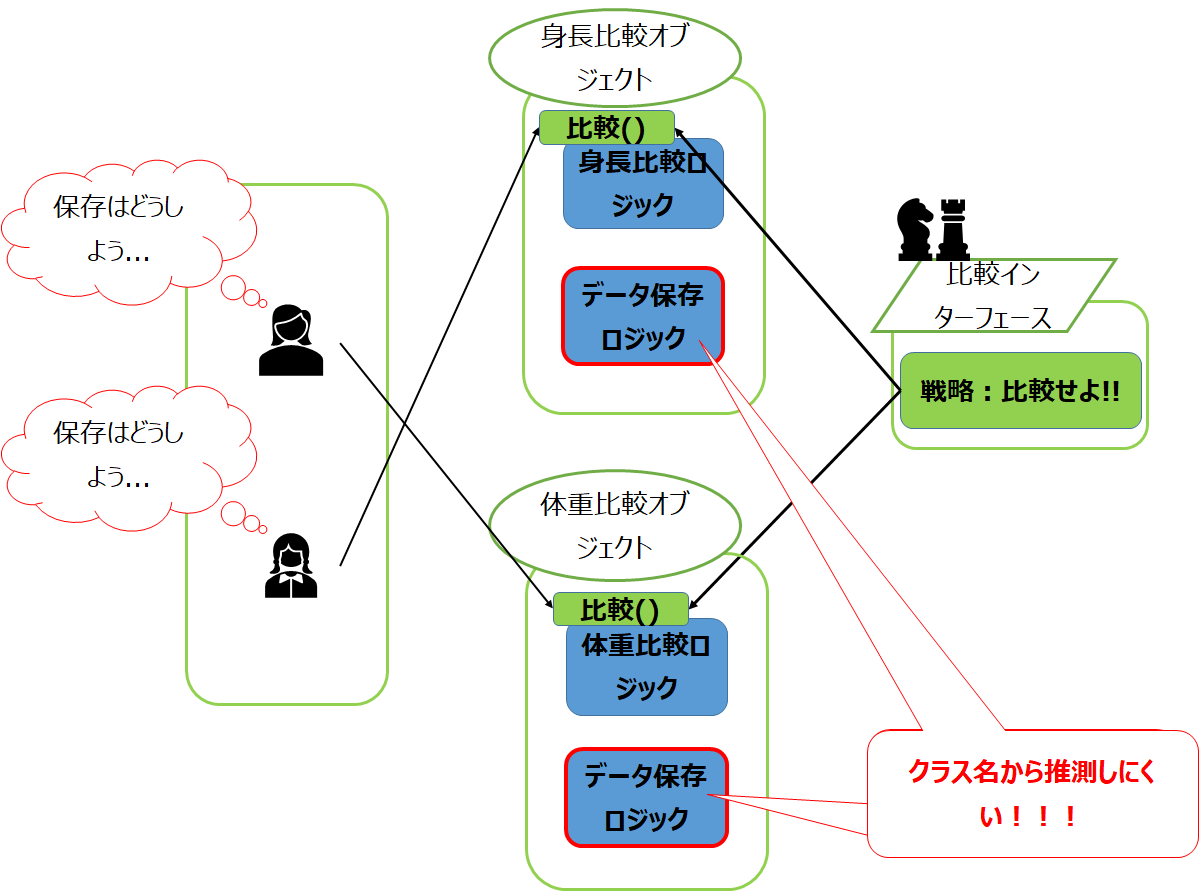 身長比較オブ
ジェクト
比較()
身長比較ロ
ジック
データ保存
ロジック
保存はどうし
よう…
保存はどうし
よう…
比較イン
ターフェース
戦略：比較せよ!!
体重比較オブ
ジェクト
比較()
体重比較ロ
ジック
データ保存
ロジック
クラス名から推測しにく
い！！！